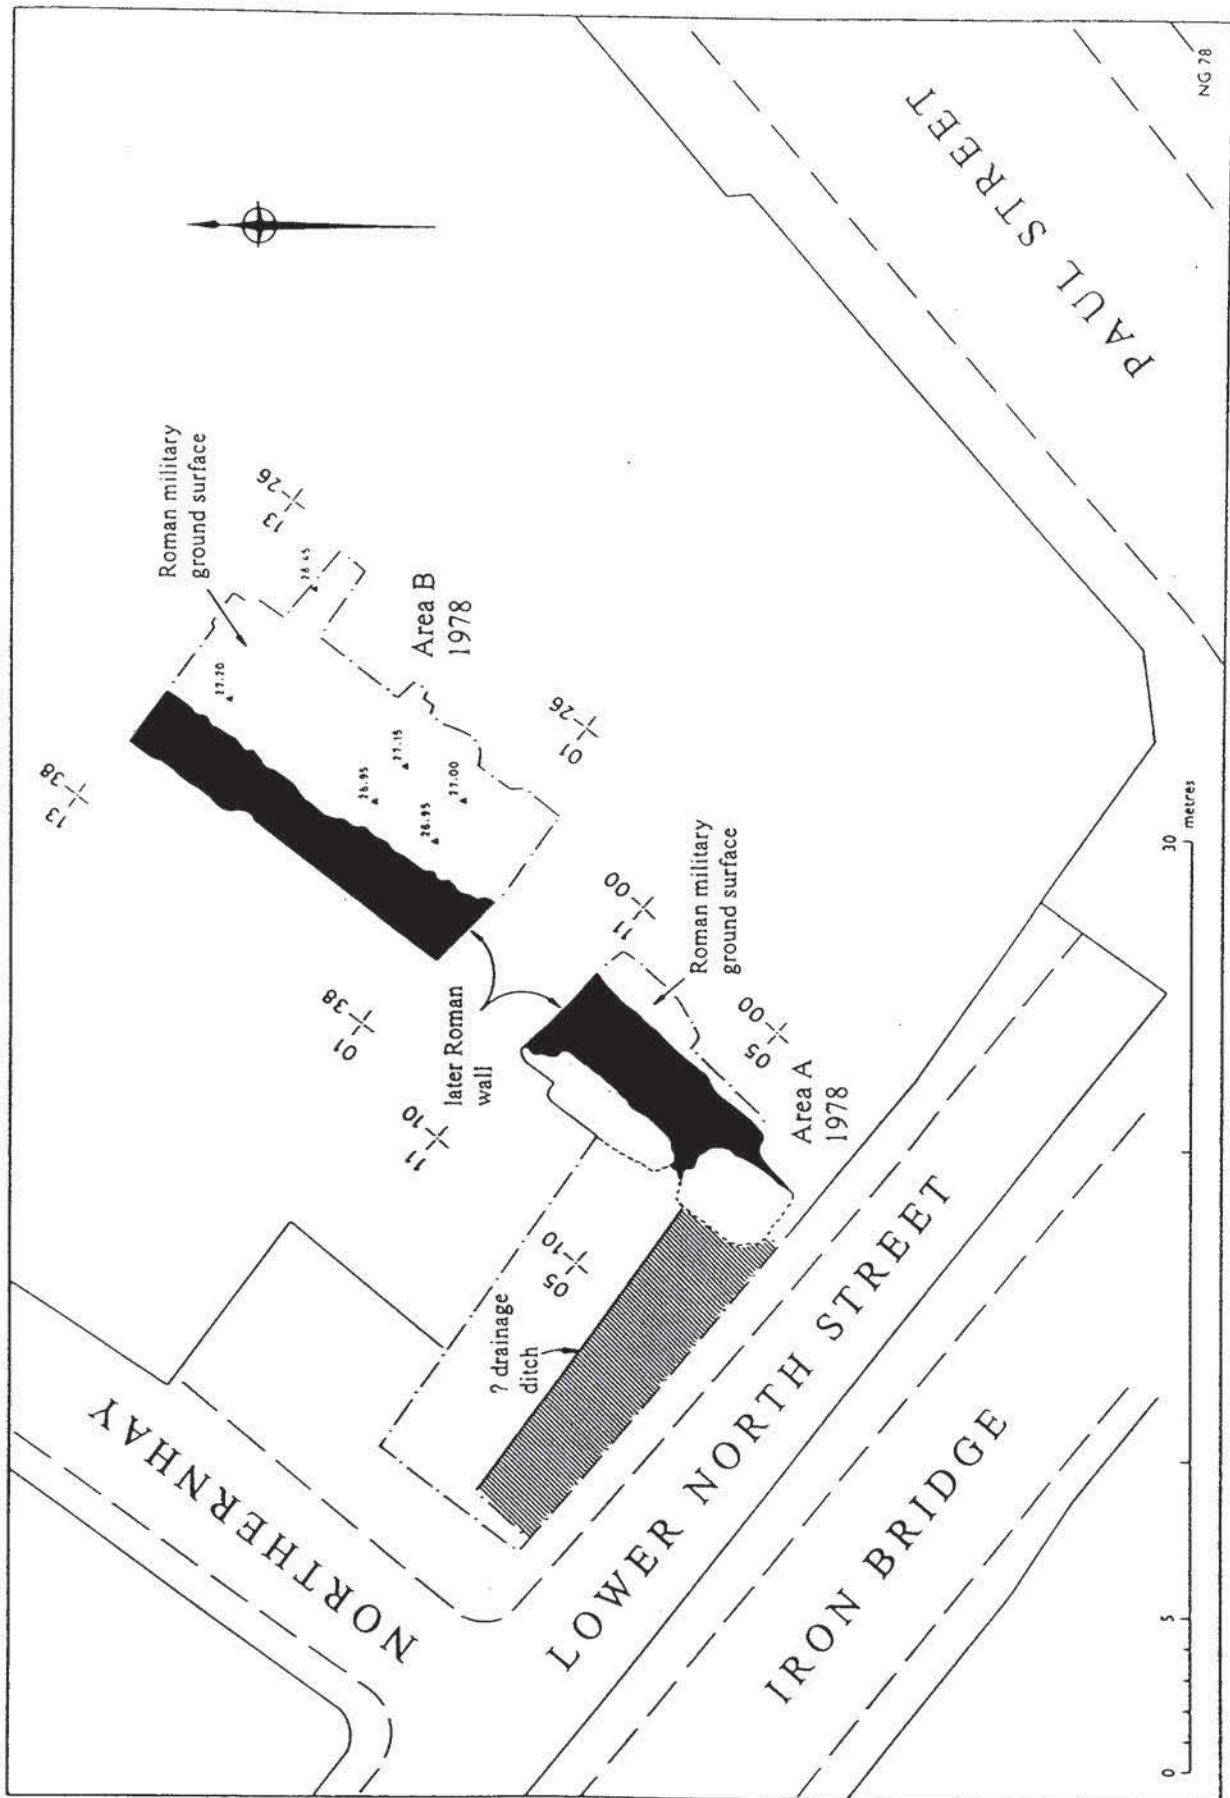 NORTHERNHAY
LOWER NORTH STREET
IRON BRIDGE
PAUL STREET
Roman military
ground surface
Area B
1978
later Roman
wall
Roman military
ground surface
Area A
1978
? drainage
ditch
13 38
13 26
01 38
01 26
11 10
11 00
05 10
05 00
27.20
26.95
27.15
26.95
27.00
0 5 30
metres
NG 78